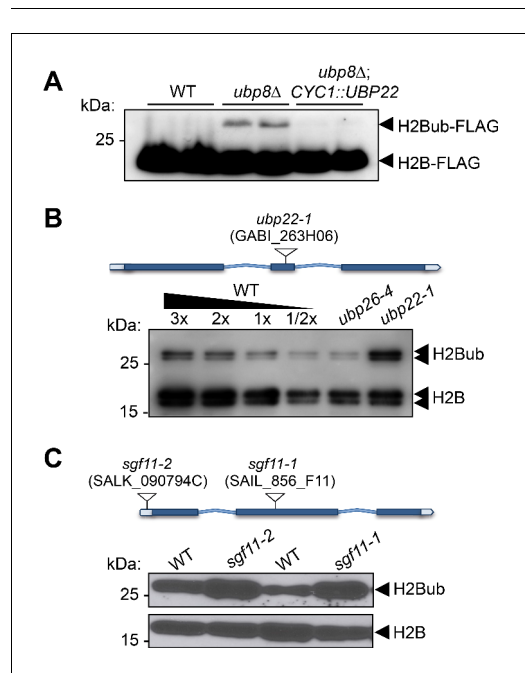 A
WT
ubp8Δ
ubp8Δ;
CYC1::UBP22
kDa:
25
H2Bub-FLAG
H2B-FLAG
B
ubp22-1
(GABI_263H06)
WT
3x 2x 1x 1/2x ubp26-4 ubp22-1
kDa:
25
H2Bub
H2B
15
C
sgf11-2 sgf11-1
(SALK_090794C) (SAIL_856_F11)
WT sgf11-2 WT sgf11-1
kDa:
25
H2Bub
15
H2B